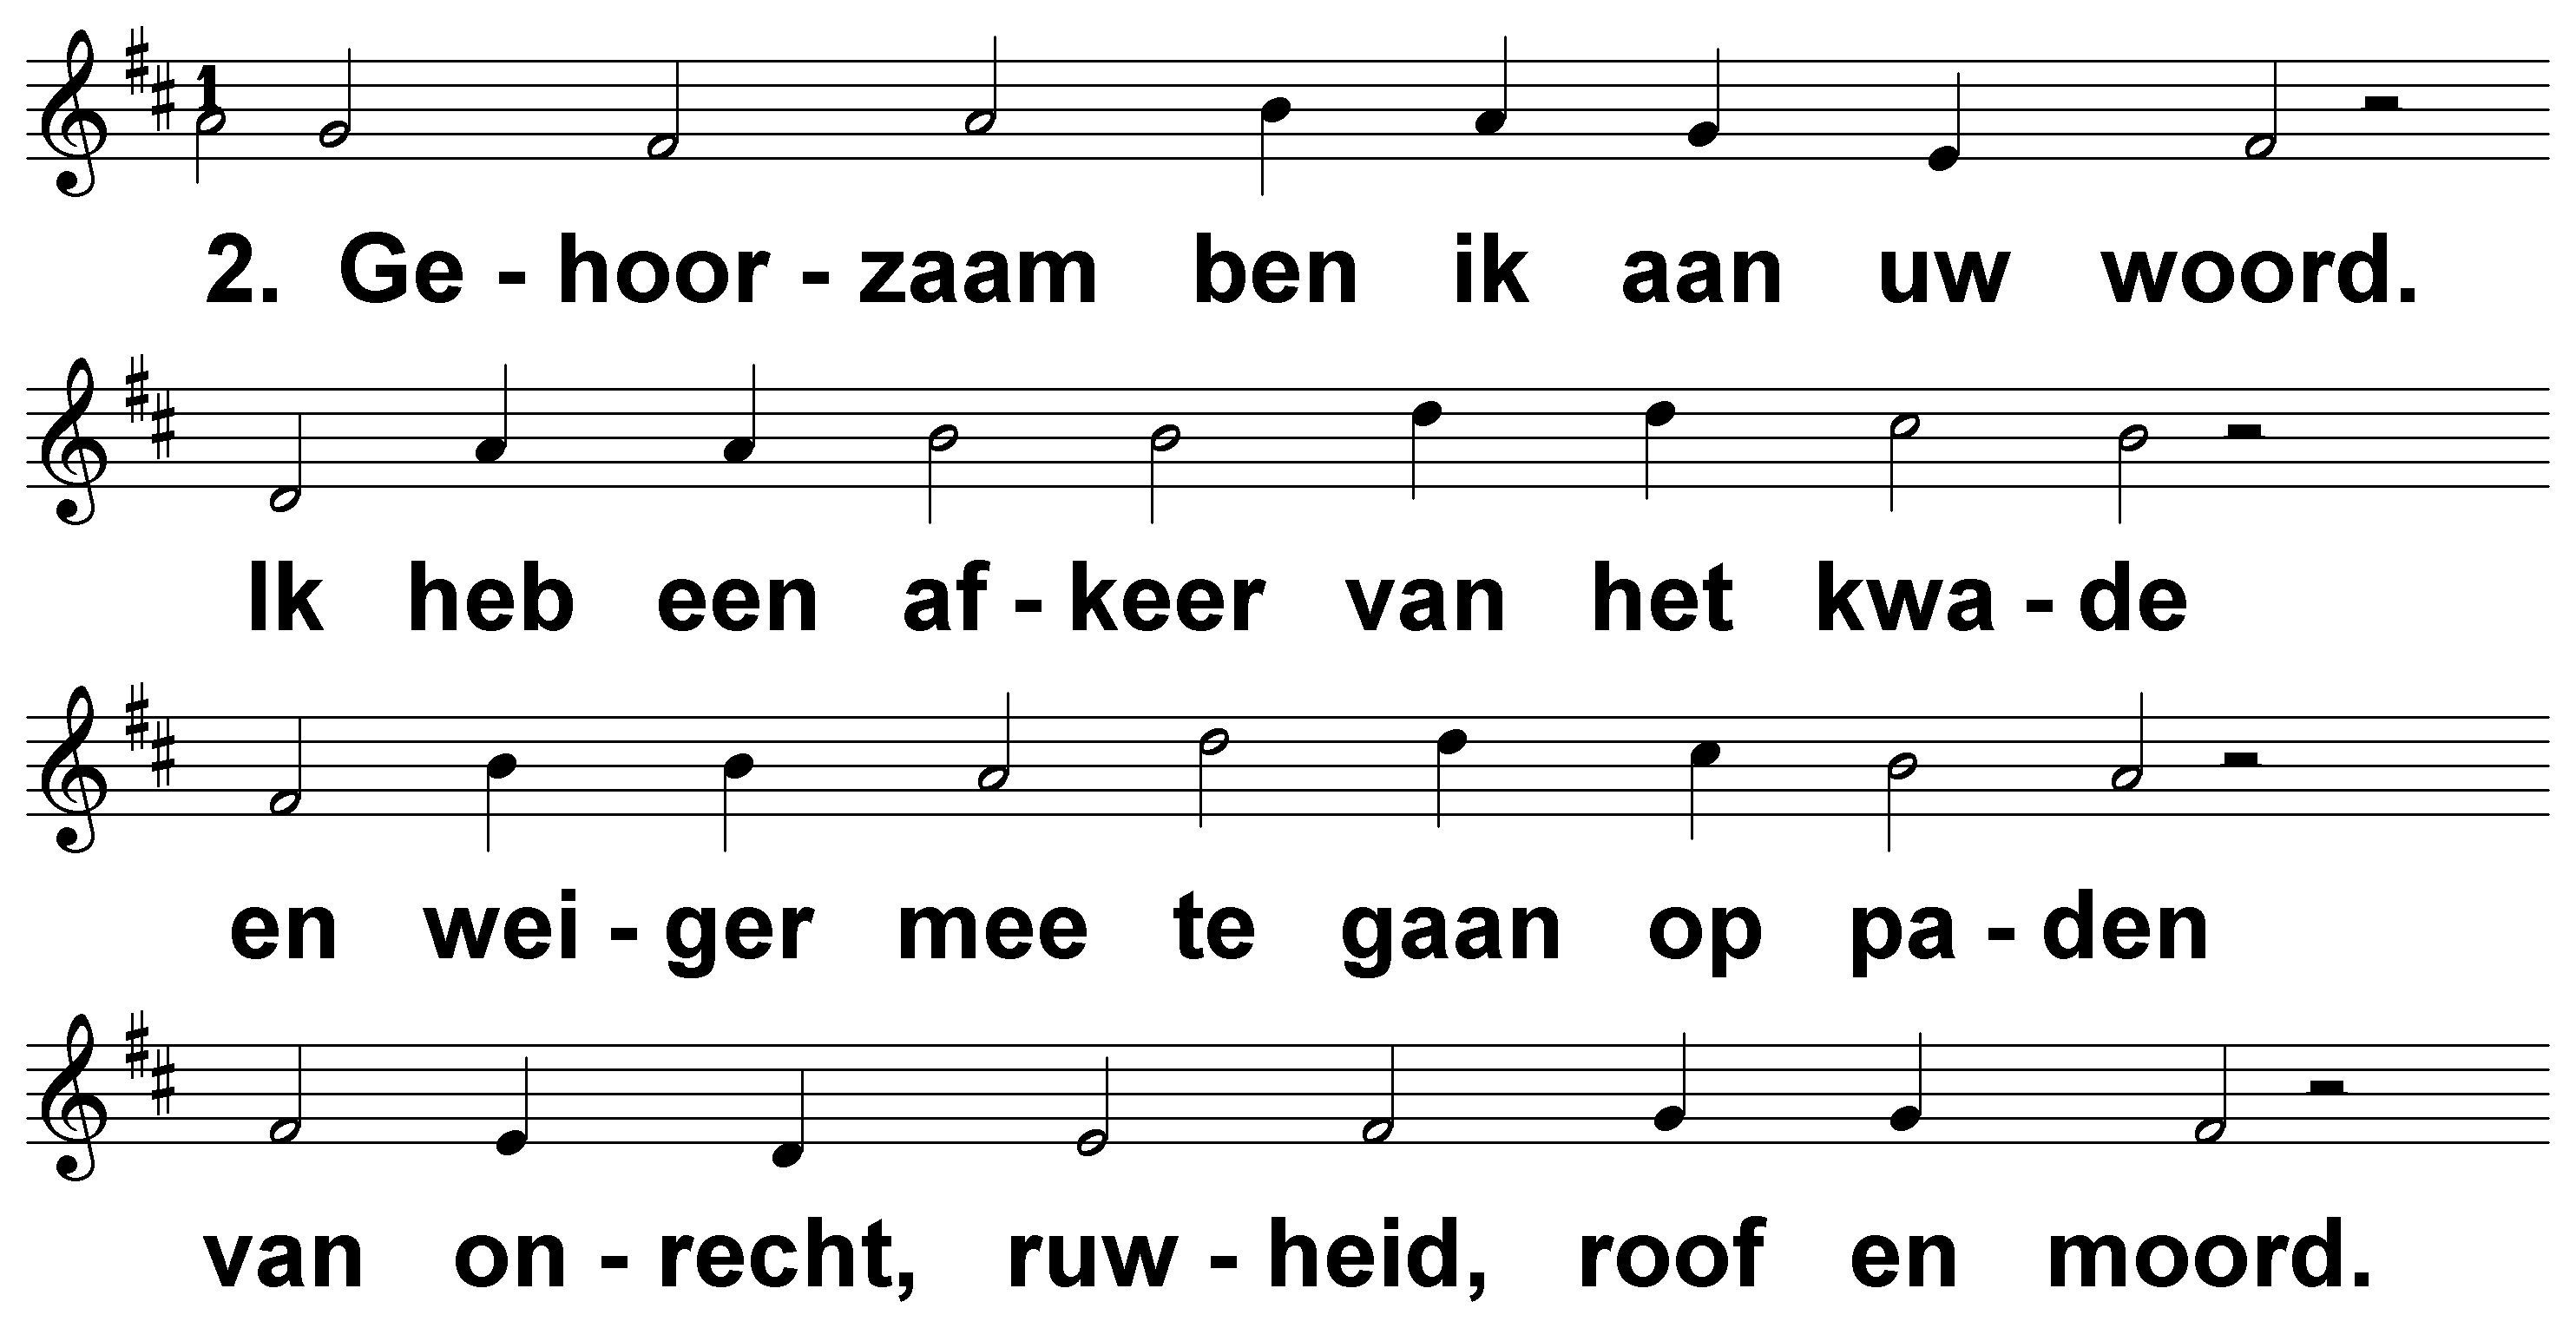 1
2. Ge - hoor - zaam ben ik aan uw woord.
Ik heb een af - keer van het kwa - de
en wei - ger mee te gaan op pa - den
van on - recht, ruw - heid, roof en moord.